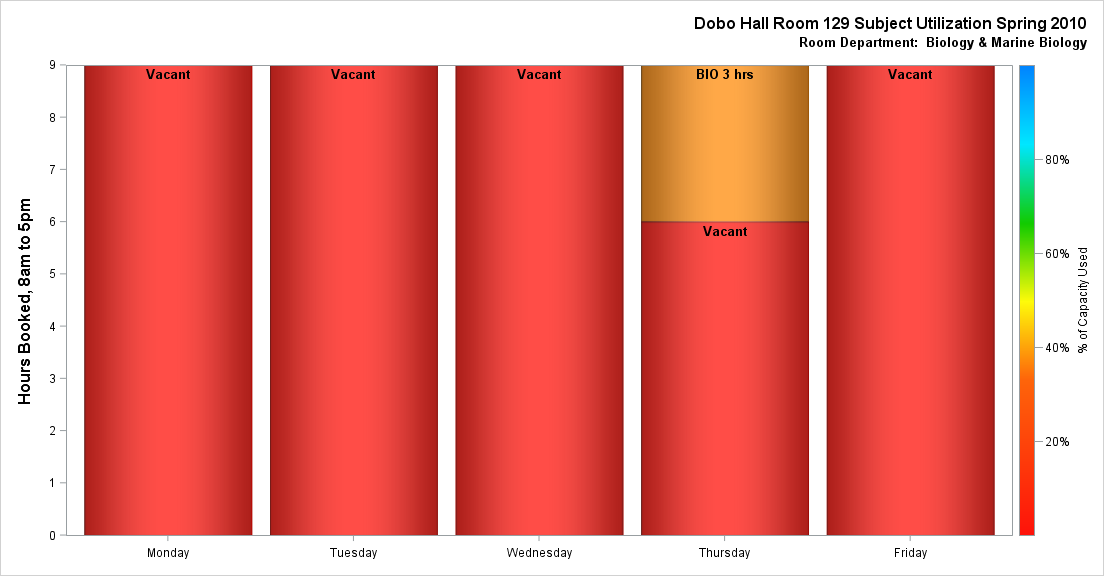 Dobo Hall Room 129 Subject Utilization Spring 2010
Room Department:  Biology & Marine Biology
Hours Booked, 8am to 5pm
9
8
7
6
5
4
3
2
1
0
Vacant
Vacant
Vacant
BIO 3 hrs
Vacant
Vacant
Monday
Tuesday
Wednesday
Thursday
Friday
80%
60%
40%
20%
% of Capacity Used